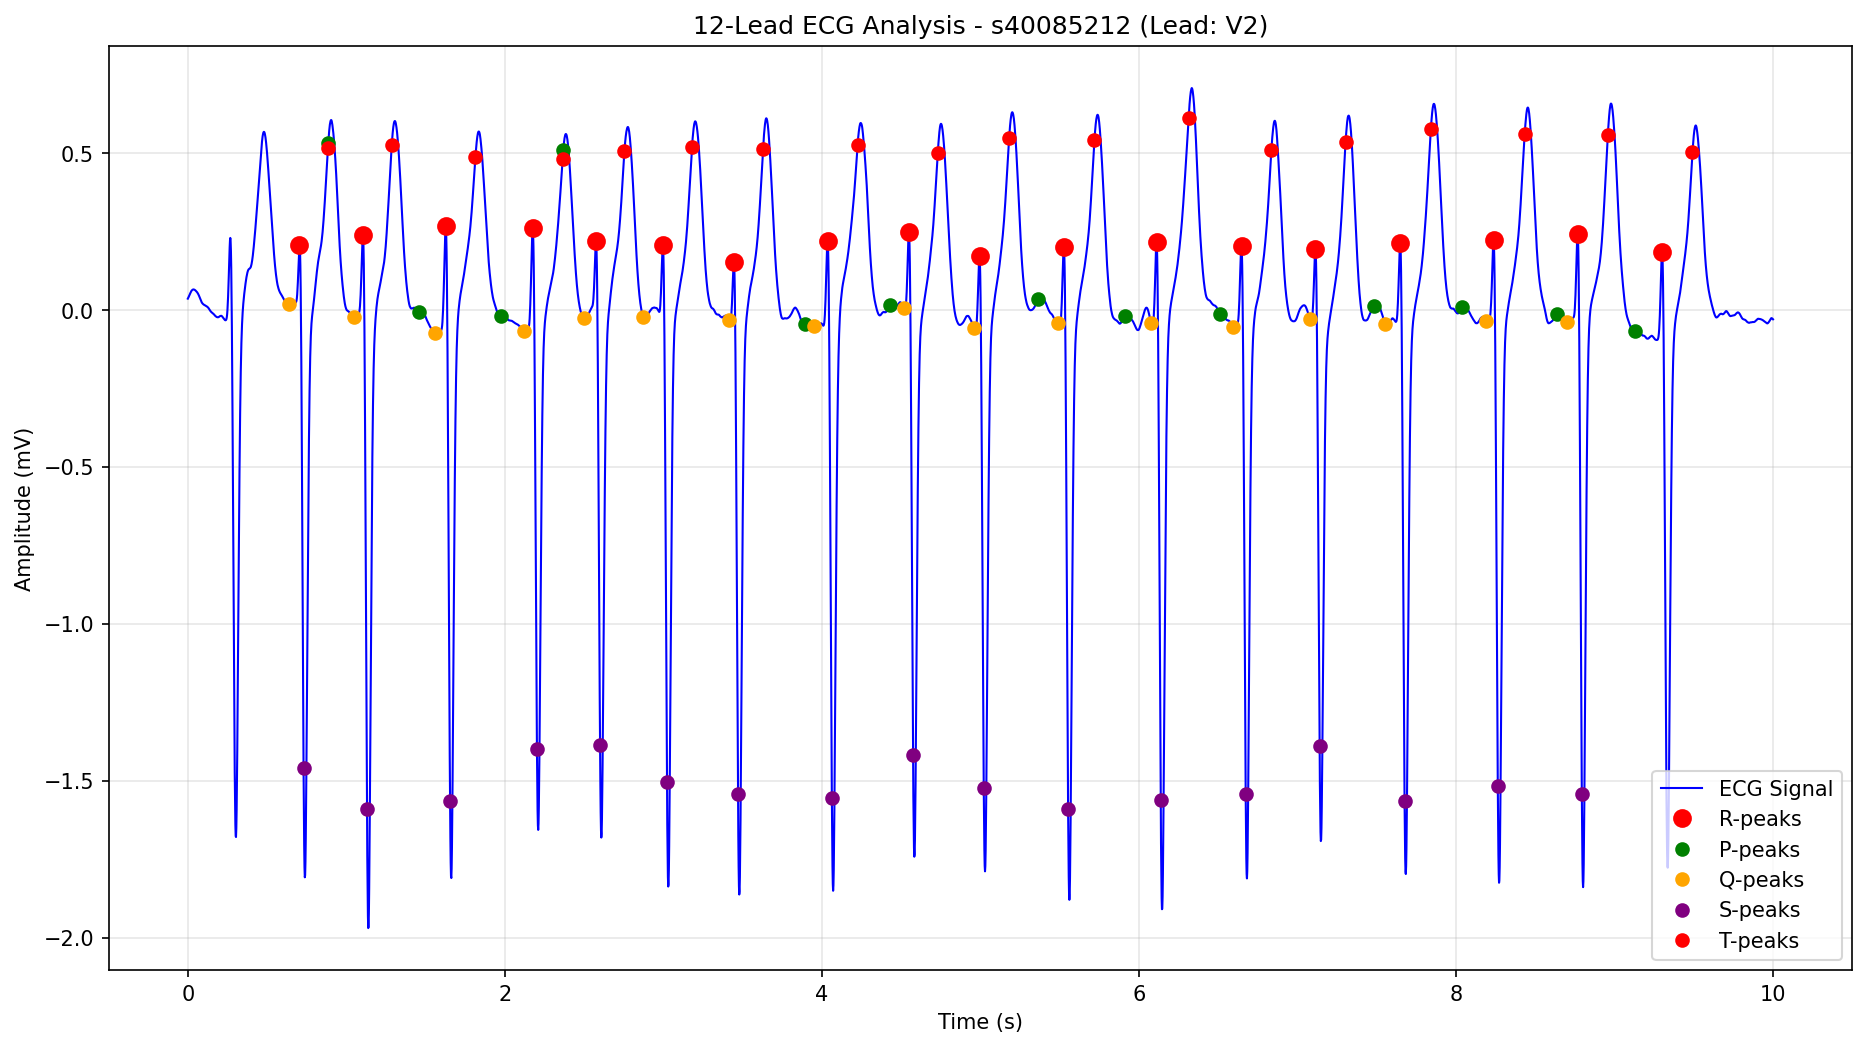 12-Lead ECG Analysis - s40085212 (Lead: V2)
Amplitude (mV)
0.5
0.0
−0.5
−1.0
−1.5
−2.0
ECG Signal
R-peaks
P-peaks
Q-peaks
S-peaks
T-peaks
0 2 4 6 8 10
Time (s)